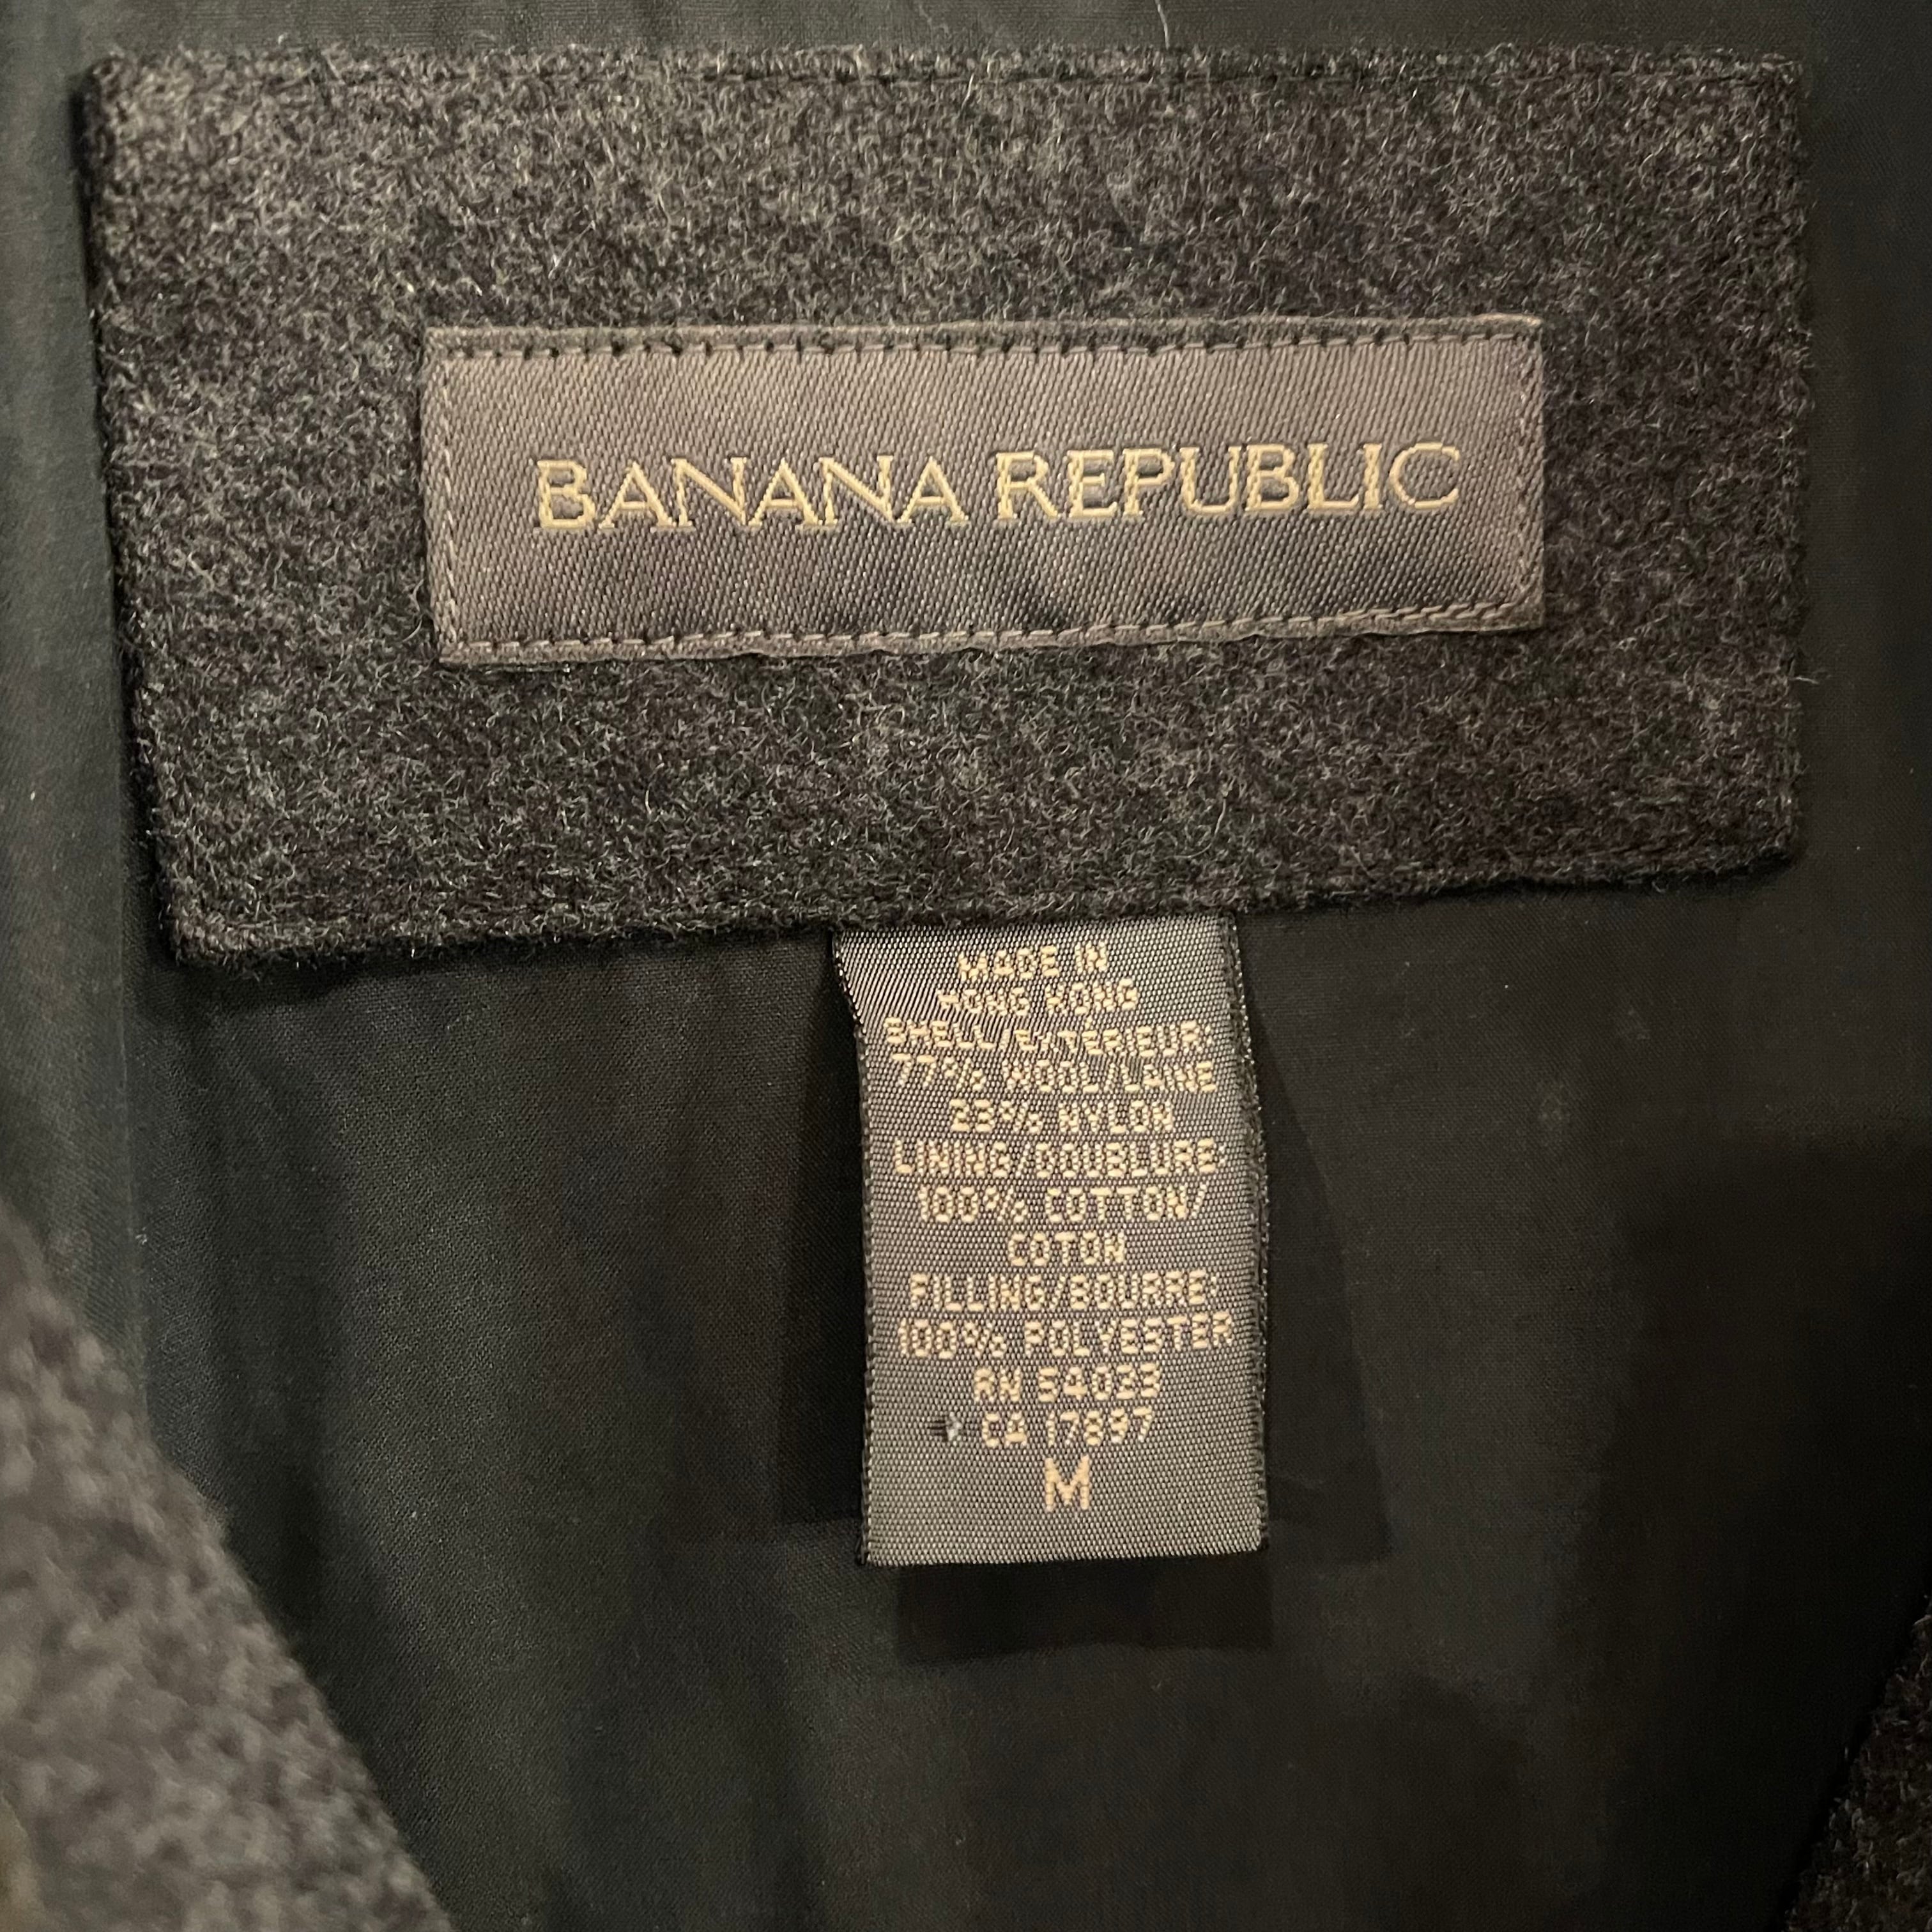 BANANA REPUBLIC
MADE IN
HONG KONG
SHELL/EXTERIEUR:
77% WOOL/LAINE
23% NYLON
LINING/DOUBLURE:
100% COTTON/
COTON
FILLING/BOURRE:
100% POLYESTER
RN 54023
CA 17897
M